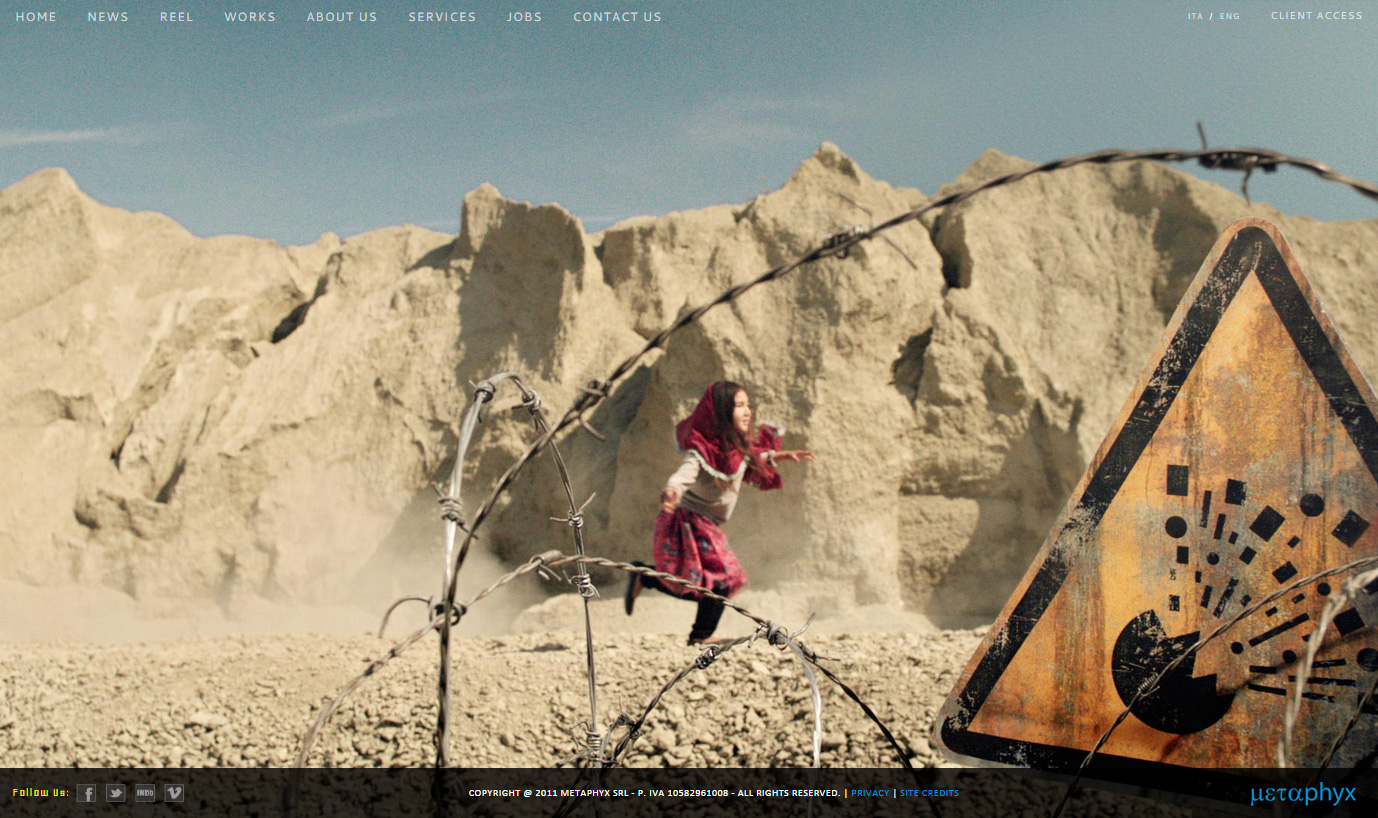 HOME NEWS REEL WORKS ABOUT US SERVICES JOBS CONTACT US ITA / ENG CLIENT ACCESS
Follow Us: f IMDb v COPYRIGHT @ 2011 METAPHYX SRL - P. IVA 10582961008 - ALL RIGHTS RESERVED. | PRIVACY | SITE CREDITS μεταphyx